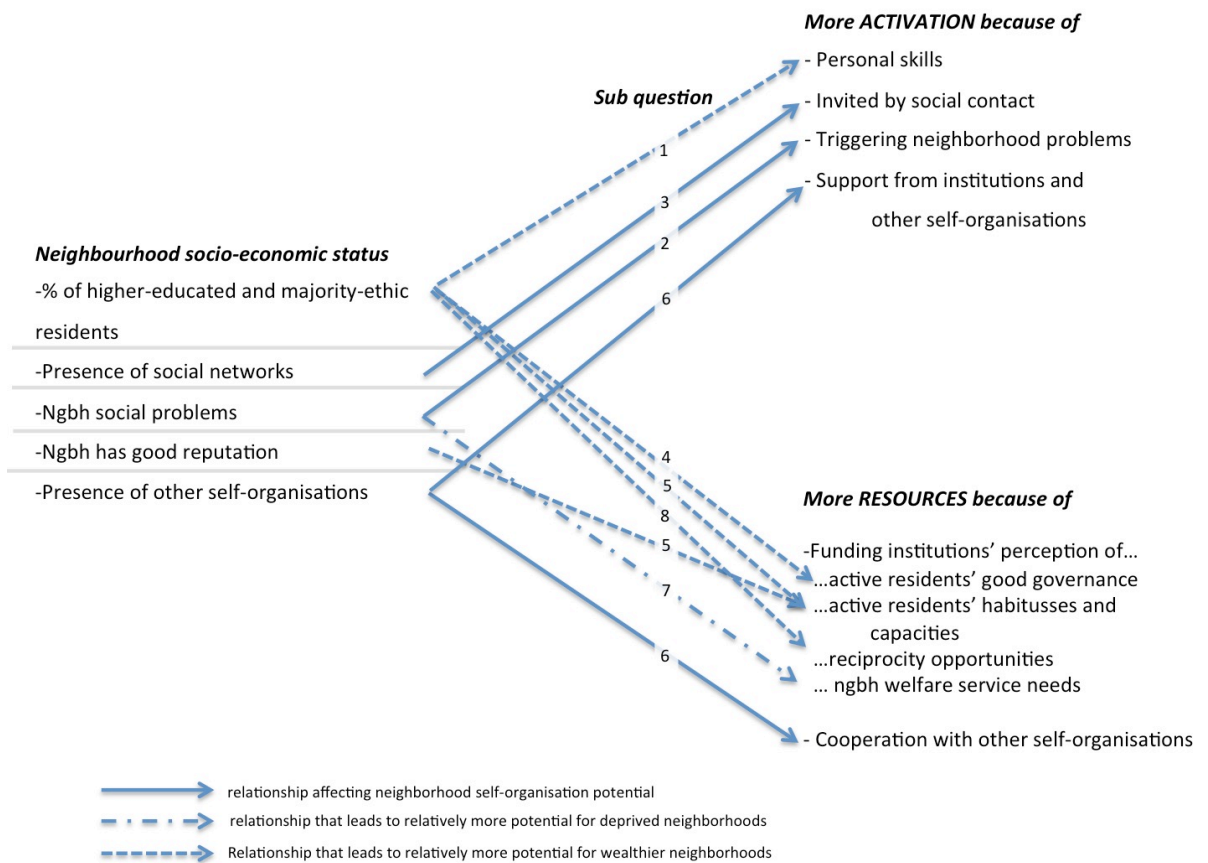 More ACTIVATION because of
- Personal skills
Sub question
- Invited by social contact
- Triggering neighborhood problems
1
- Support from institutions and
3
other self-organisations
2
Neighbourhood socio-economic status
-% of higher-educated and majority-ethic
6
residents
-Presence of social networks
-Ngbh social problems
-Ngbh has good reputation
4
5
-Presence of other self-organisations
8
More RESOURCES because of
5
-Funding institutions' perception of...
...active residents' good governance
7
...active residents' habitusses and
capacities
6
...reciprocity opportunities
... ngbh welfare service needs
- Cooperation with other self-organisations
relationship affecting neighborhood self-organisation potential
relationship that leads to relatively more potential for deprived neighborhoods
Relationship that leads to relatively more potential for wealthier neighborhoods